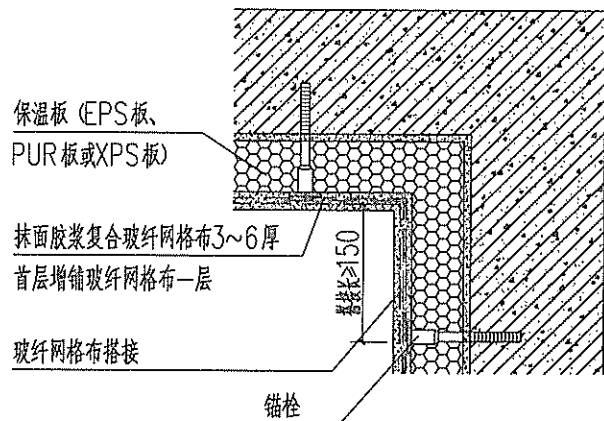 保温板（EPS板、
PUR板或XPS板）
抹面胶浆复合玻纤网格布3～6厚
首层增铺玻纤网格布一层
搭接长≥150
玻纤网格布搭接
锚栓